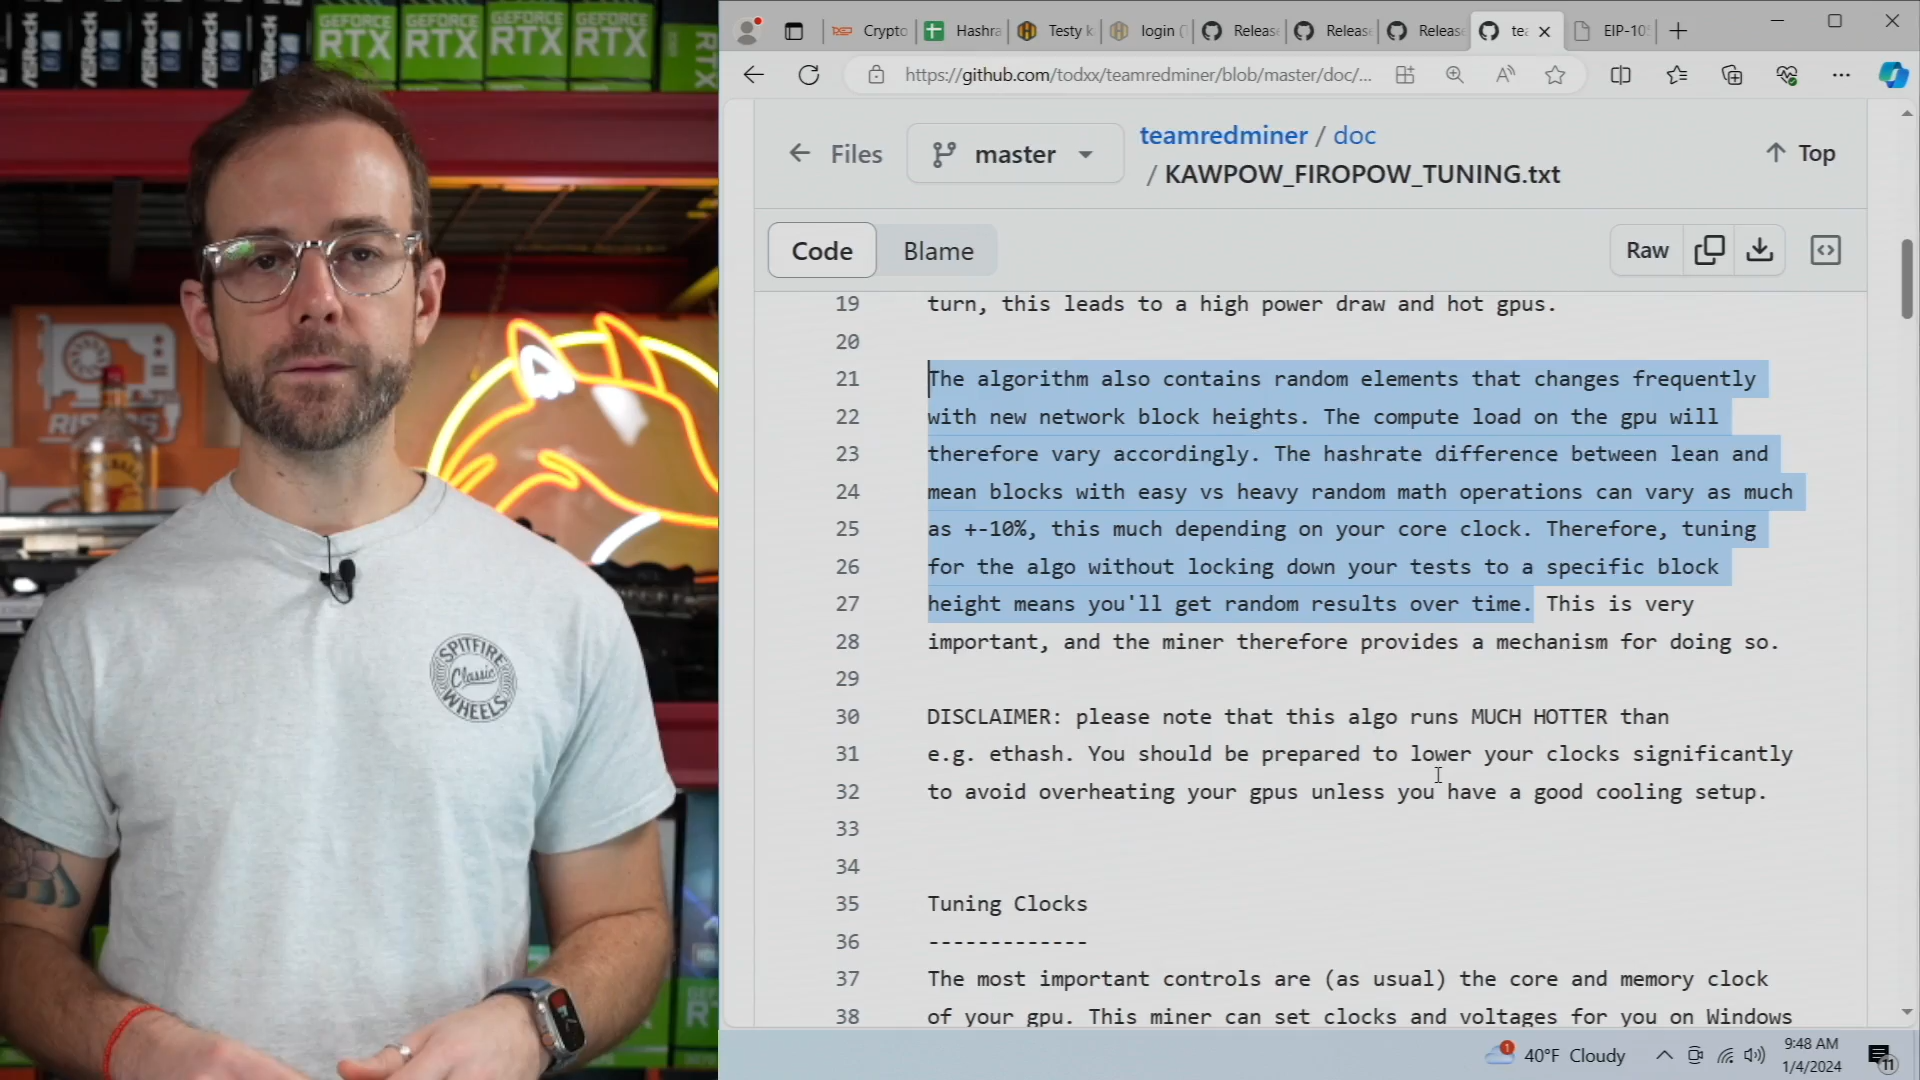 ASRock
ASRock
ASRock
ASRock
GEFORCE
RTX
GEFORCE
RTX
GEFORCE
RTX
GEFORCE
RTX
SPITFIRE
Classic
WHEELS
Crypto
Hashra
Testy k
login (
Release
Release
Release
tea
EIP-10
https://github.com/todxx/teamredminer/blob/master/doc/...
Files
master
teamredminer / doc
/ KAWPOW_FIROPOW_TUNING.txt
Top
Code
Blame
Raw
19 turn, this leads to a high power draw and hot gpus.
20
21 The algorithm also contains random elements that changes frequently
22 with new network block heights. The compute load on the gpu will
23 therefore vary accordingly. The hashrate difference between lean and
24 mean blocks with easy vs heavy random math operations can vary as much
25 as +-10%, this much depending on your core clock. Therefore, tuning
26 for the algo without locking down your tests to a specific block
27 height means you'll get random results over time. This is very
28 important, and the miner therefore provides a mechanism for doing so.
29
30 DISCLAIMER: please note that this algo runs MUCH HOTTER than
31 e.g. ethash. You should be prepared to lower your clocks significantly
32 to avoid overheating your gpus unless you have a good cooling setup.
33
34
35 Tuning Clocks
36 -------------
37 The most important controls are (as usual) the core and memory clock
38 of your gpu. This miner can set clocks and voltages for you on Windows
1
40°F Cloudy
9:48 AM
1/4/2024
11